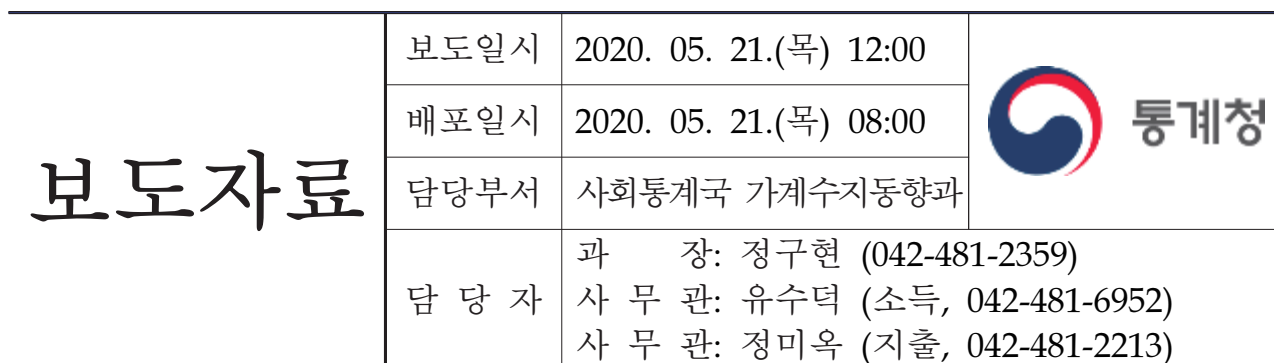 보도자료
보도일시 2020. 05. 21.(목) 12:00
배포일시 2020. 05. 21.(목) 08:00
담당부서 사회통계국 가계수지동향과
통계청
담 당 자
과 장: 정구현 (042-481-2359)
사 무 관: 유수덕 (소득, 042-481-6952)
사 무 관: 정미옥 (지출, 042-481-2213)